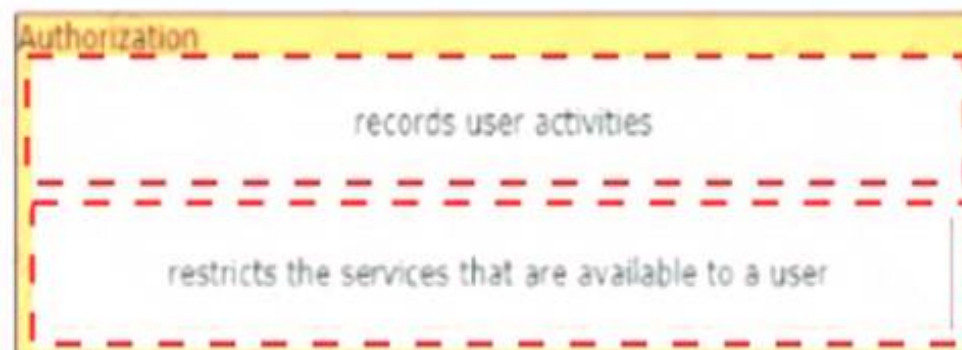 Authorization
records user activities
restricts the services that are available to a user